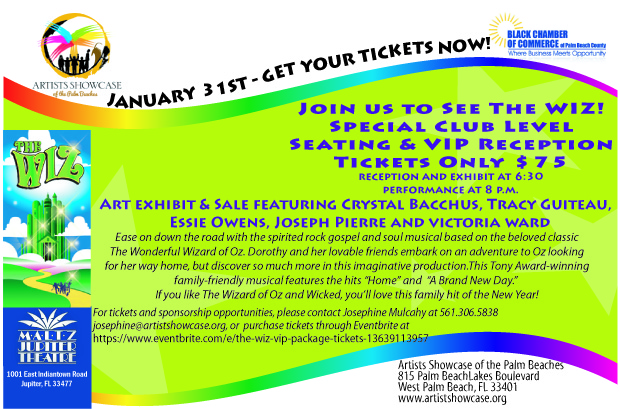 ARTISTS SHOWCASE
of the Palm Beaches
JANUARY 31ST - GET YOUR TICKETS NOW!
BLACK CHAMBER
OF COMMERCE of Palm Beach County
Where Business Meets Opportunity
JOIN US TO SEE THE WIZ!
SPECIAL CLUB LEVEL
SEATING & VIP RECEPTION
TICKETS ONLY $75
RECEPTION AND EXHIBIT AT 6:30
PERFORMANCE AT 8 P.M.
ART EXHIBIT & SALE FEATURING CRYSTAL BACCHUS, TRACY GUITEAU,
ESSIE OWENS, JOSEPH PIERRE AND VICTORIA WARD
THE
WIZ
Ease on down the road with the spirited rock gospel and soul musical based on the beloved classic
The Wonderful Wizard of Oz. Dorothy and her lovable friends embark on an adventure to Oz looking
for her way home, but discover so much more in this imaginative production.This Tony Award-winning
family-friendly musical features the hits "Home" and "A Brand New Day."
If you like The Wizard of Oz and Wicked, you'll love this family hit of the New Year!
For tickets and sponsorship opportunities, please contact Josephine Mulcahy at 561.306.5838
josephine@artistshowcase.org, or purchase tickets through Eventbrite at
https://www.eventbrite.com/e/the-wiz-vip-package-tickets-13639113957
MALTZ
JUPITER
THEATRE
1001 East Indiantown Road
Jupiter, FL 33477
Artists Showcase of the Palm Beaches
815 Palm BeachLakes Boulevard
West Palm Beach, FL 33401
www.artistshowcase.org